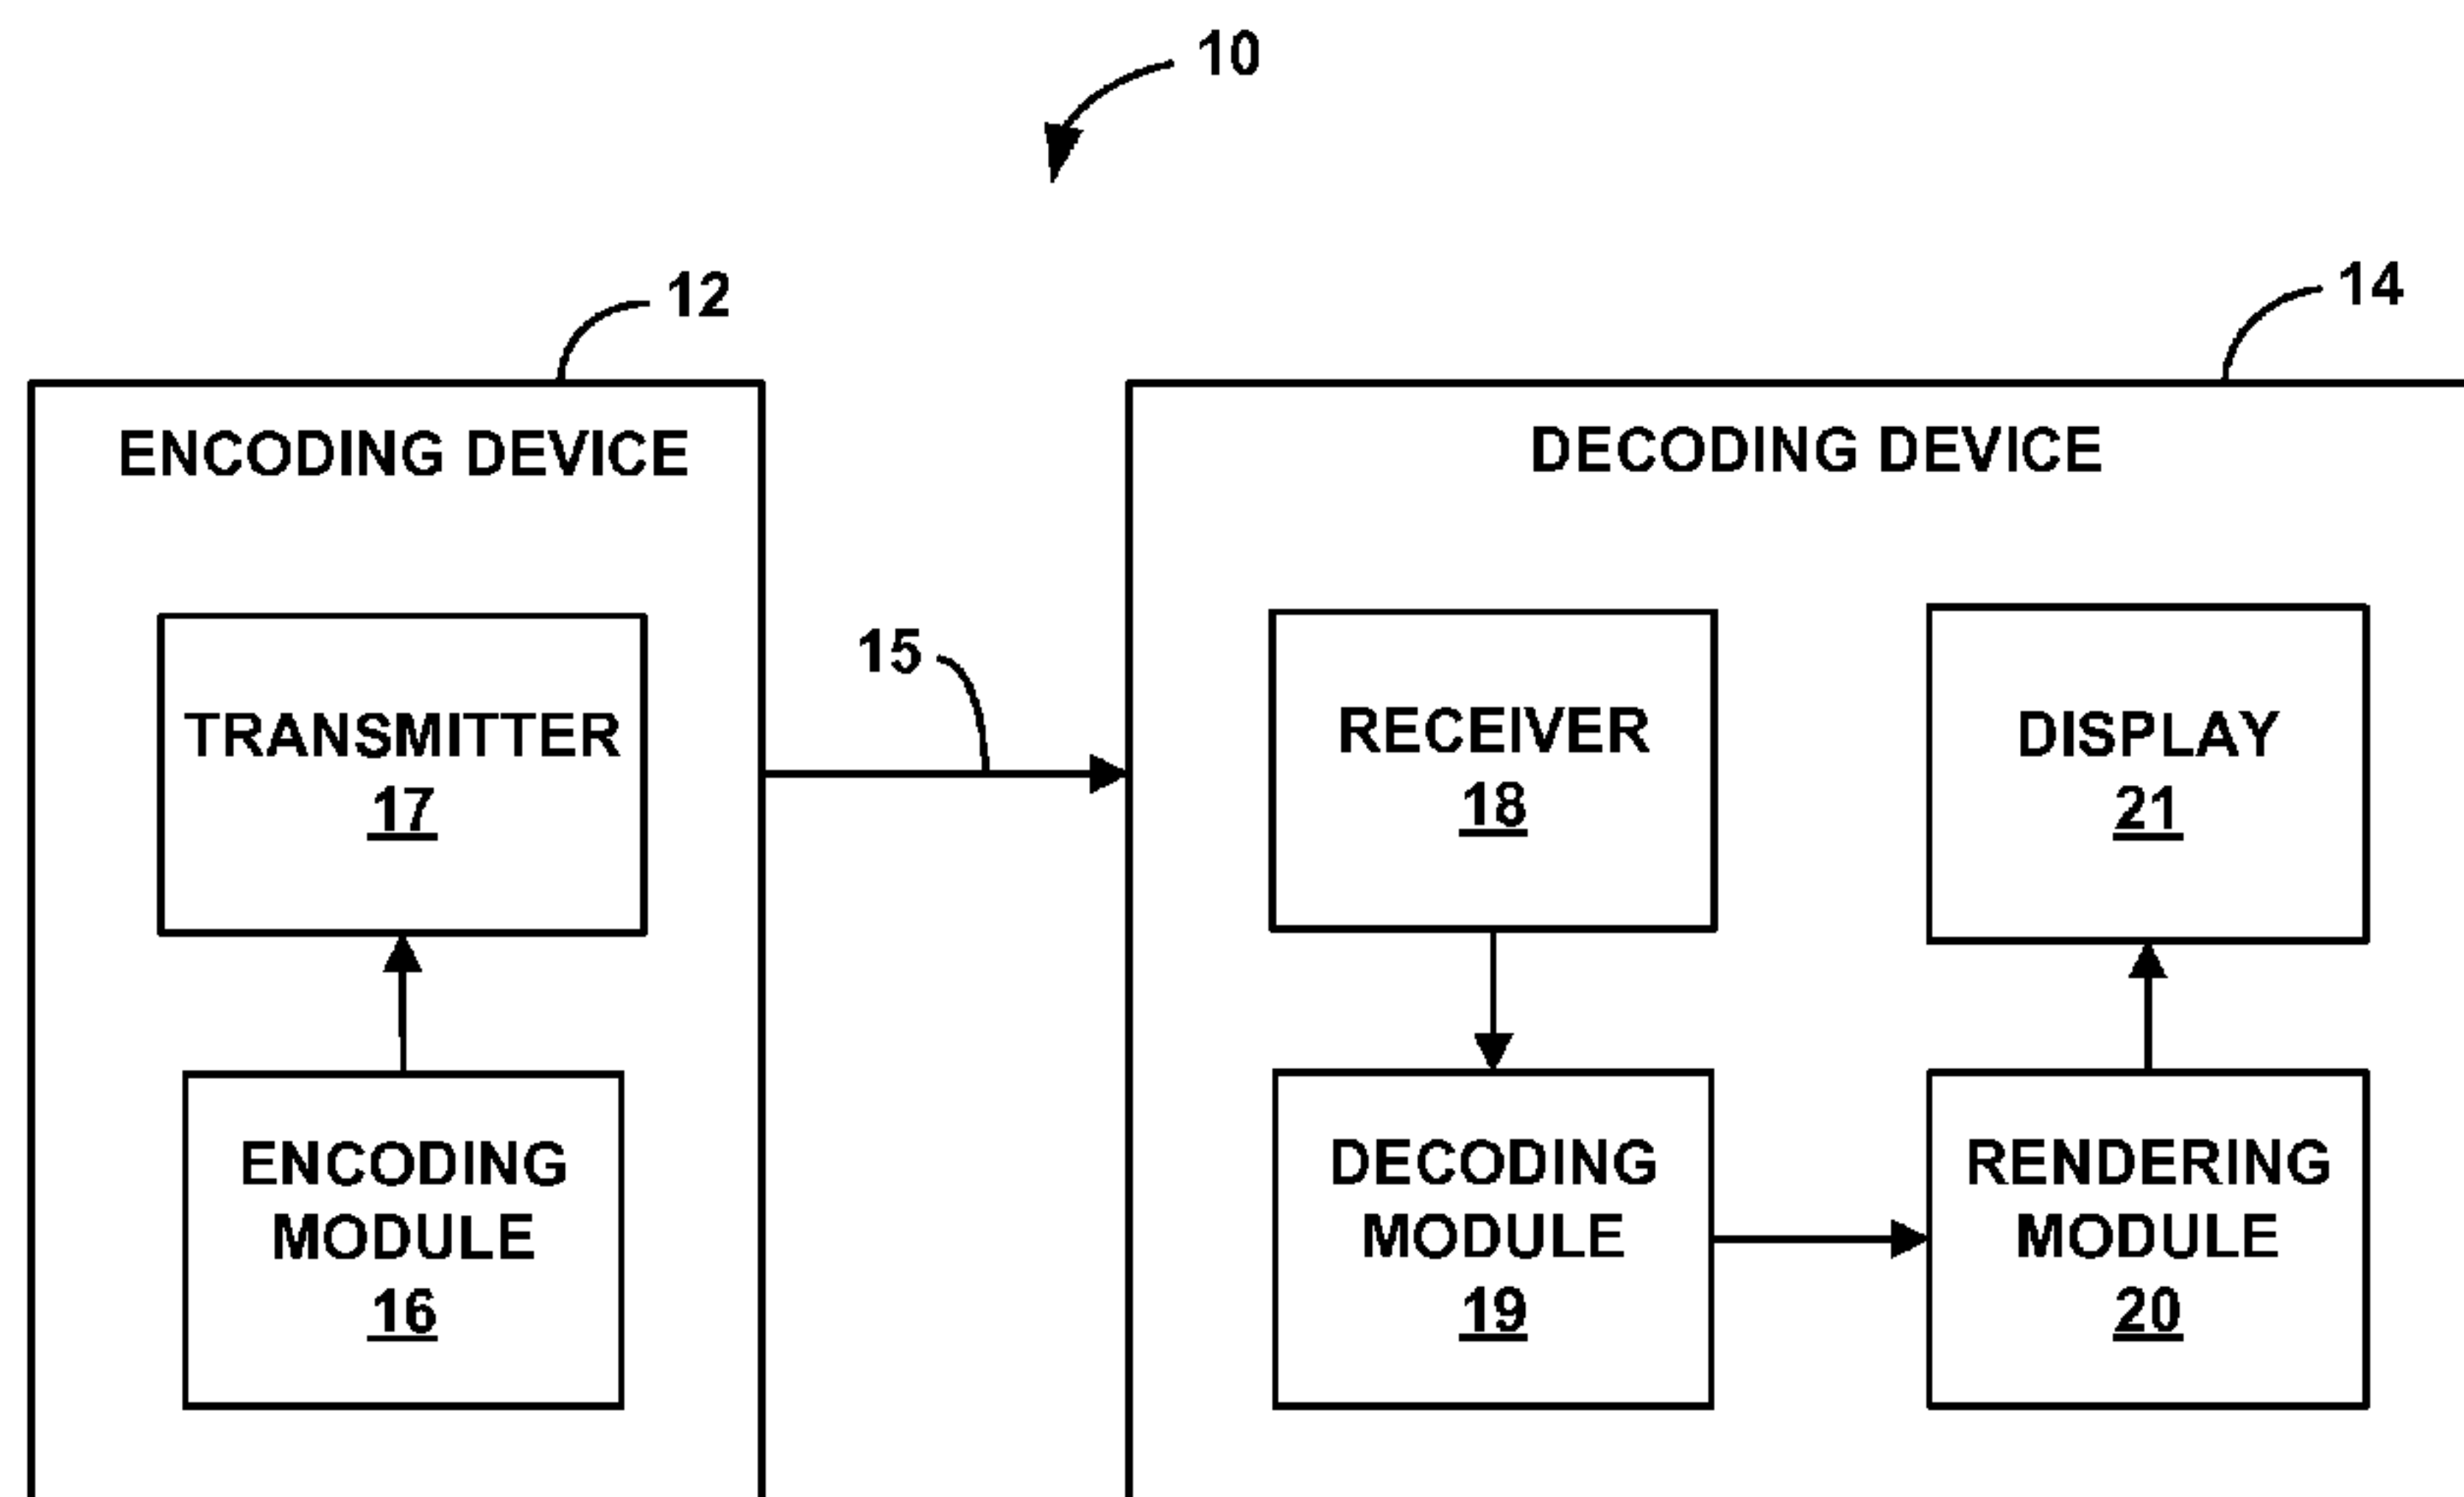 10
12
14
ENCODING DEVICE
DECODING DEVICE
15
TRANSMITTER
17
RECEIVER
18
DISPLAY
21
ENCODING
MODULE
16
DECODING
MODULE
19
RENDERING
MODULE
20